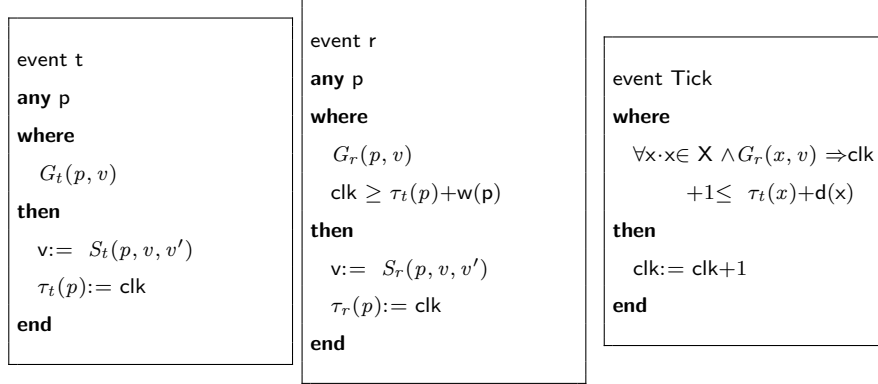 event t
any p
where
G_t(p, v)
then
v:= S_t(p, v, v′)
τ_t(p):= clk
end
event r
any p
where
G_r(p, v)
clk ≥ τ_t(p)+w(p)
then
v:= S_r(p, v, v′)
τ_r(p):= clk
end
event Tick
where
∀x·x∈ X ∧G_r(x, v) ⇒clk
+1≤ τ_t(x)+d(x)
then
clk:= clk+1
end